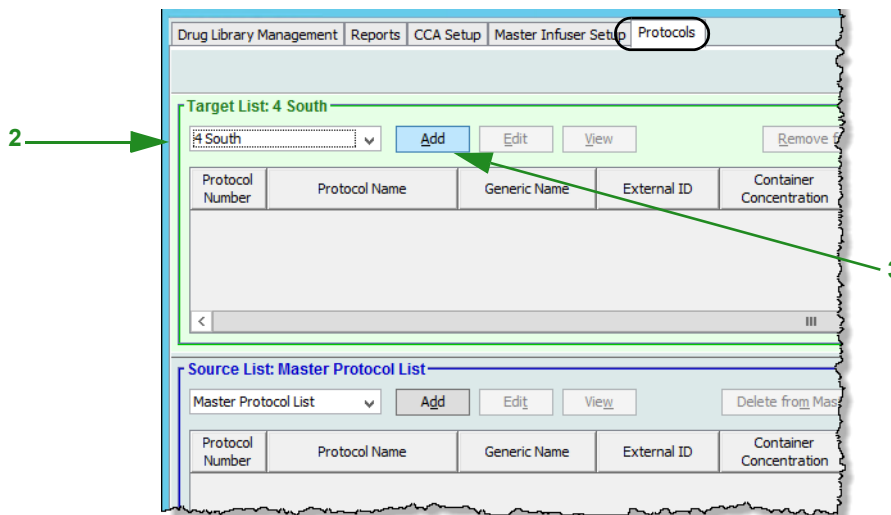 Drug Library Management Reports CCA Setup Master Infuser Setup Protocols
Target List: 4 South
2
4 South Add Edit View Remove f
Protocol Number Protocol Name Generic Name External ID Container Concentration
3
Source List: Master Protocol List
Master Protocol List Add Edit View Delete from Mas
Protocol Number Protocol Name Generic Name External ID Container Concentration